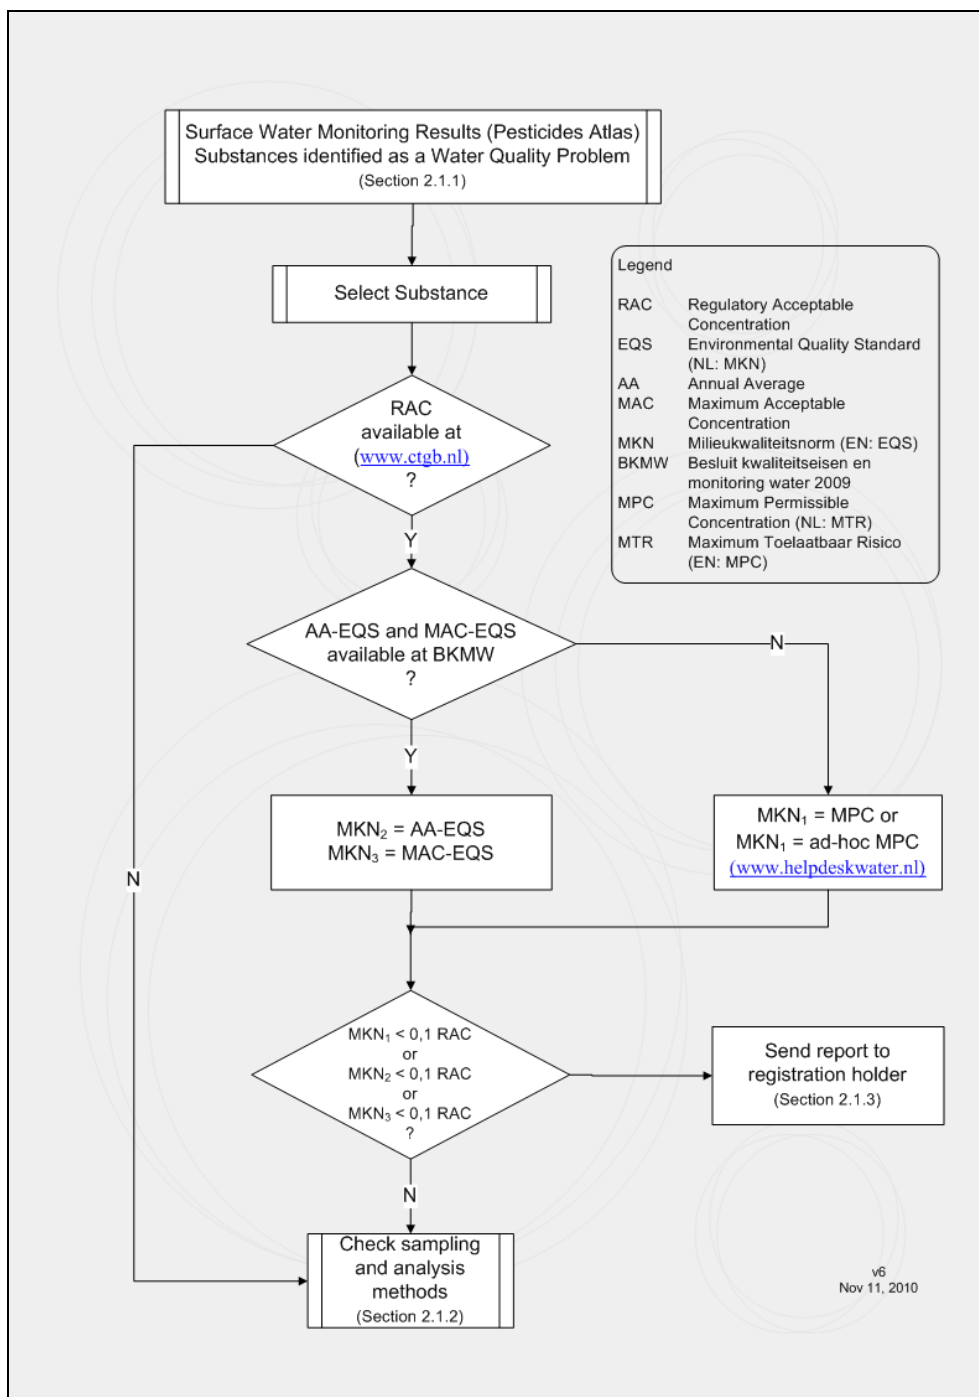 Surface Water Monitoring Results (Pesticides Atlas)
Substances identified as a Water Quality Problem
(Section 2.1.1)
Select Substance
Legend
RAC Regulatory Acceptable
Concentration
EQS Environmental Quality Standard
(NL: MKN)
AA Annual Average
MAC Maximum Acceptable
Concentration
MKN Milieukwaliteitsnorm (EN: EQS)
BKMW Besluit kwaliteitseisen en
monitoring water 2009
MPC Maximum Permissible
Concentration (NL: MTR)
MTR Maximum Toelaatbaar Risico
(EN: MPC)
RAC
available at
(www.ctgb.nl)
?
Y
AA-EQS and MAC-EQS
available at BKMW
?
N
Y
MKN₂ = AA-EQS
MKN₃ = MAC-EQS
MKN₁ = MPC or
MKN₁ = ad-hoc MPC
(www.helpdeskwater.nl)
N
MKN₁ < 0,1 RAC
or
MKN₂ < 0,1 RAC
or
MKN₃ < 0,1 RAC
?
Send report to
registration holder
(Section 2.1.3)
N
Check sampling
and analysis
methods
(Section 2.1.2)
v6
Nov 11, 2010